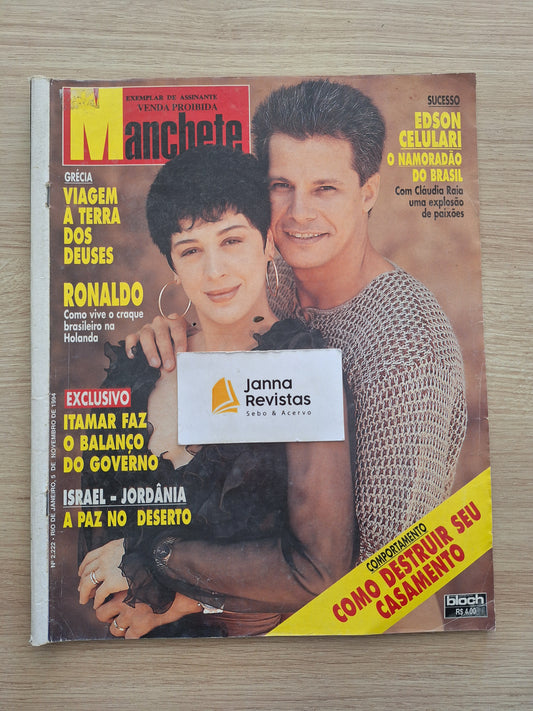 EXEMPLAR DE ASSINANTE
VENDA PROIBIDA
Manchete
GRÉCIA
VIAGEM
A TERRA
DOS
DEUSES
RONALDO
Como vive o craque
brasileiro na
Holanda
EXCLUSIVO
ITAMAR FAZ
O BALANÇO
DO GOVERNO
ISRAEL - JORDÂNIA
A PAZ NO DESERTO
SUCESSO
EDSON
CELULARI
O NAMORADÃO
DO BRASIL
Com Cláudia Raia
uma explosão
de paixões
Janna
Revistas
Sebo & Acervo
COMPORTAMENTO
COMO DESTRUIR SEU
CASAMENTO
bloch
R$ 4,00
Nº 2.222 - RIO DE JANEIRO, 5 DE NOVEMBRO DE 1994